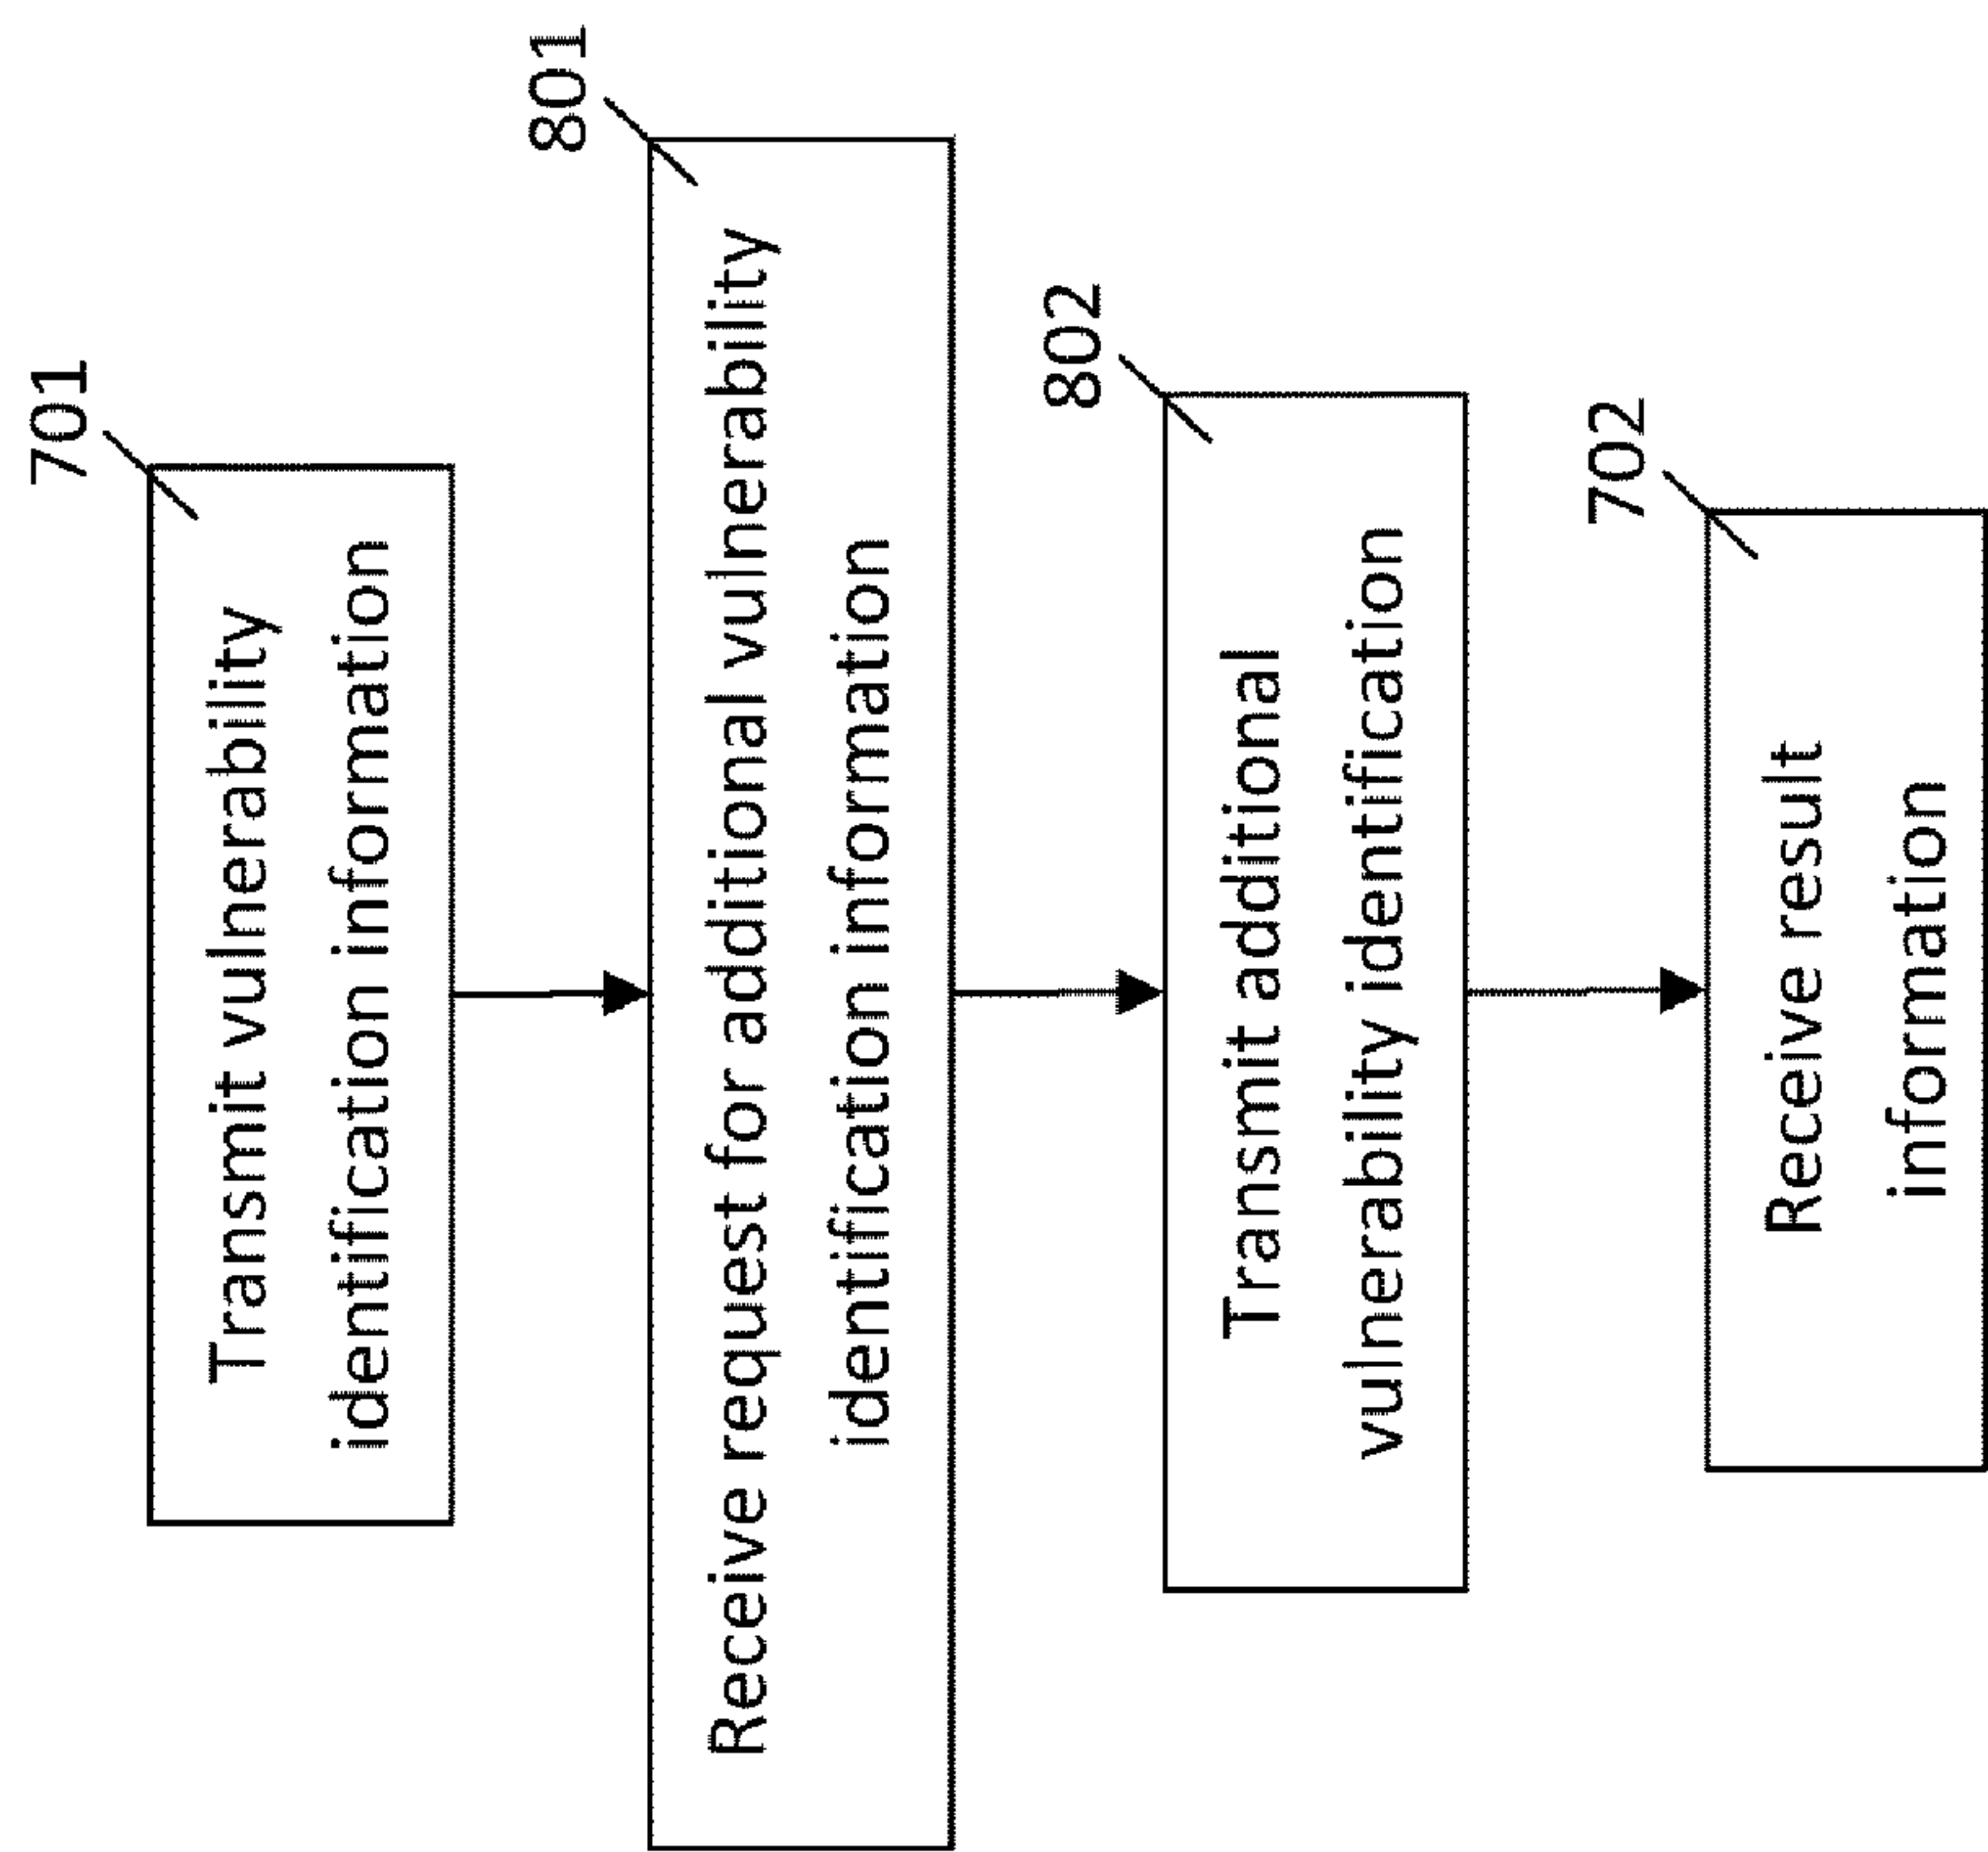 701
Transmit vulnerability
identification information
801
Receive request for additional vulnerability
identification information
802
Transmit additional
vulnerability identification
702
Receive result
information